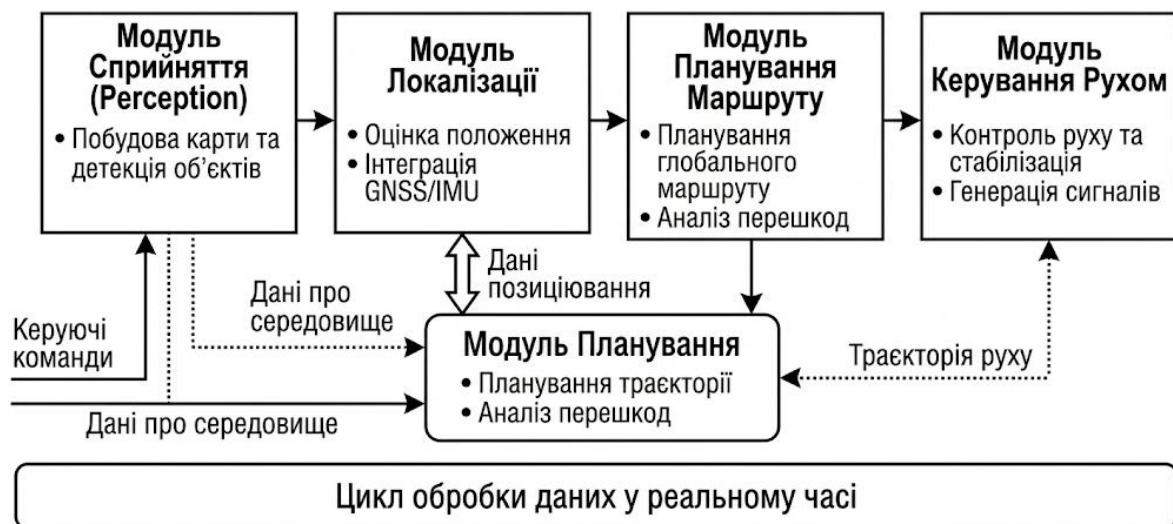 Модуль
Сприйняття
(Perception)
• Побудова карти та
детекція об’єктів
Модуль
Локалізації
• Оцінка положення
• Інтеграція
GNSS/IMU
Модуль
Планування
Маршруту
• Планування
глобального
маршруту
• Аналіз перешкод
Модуль
Керування Рухом
• Контроль руху та
стабілізація
• Генерація сигналів
Керуючі
команди
Дані про
середовище
Дані
позиціювання
Дані про середовище
Модуль Планування
• Планування траєкторії
• Аналіз перешкод
Траєкторія руху
Цикл обробки даних у реальному часі